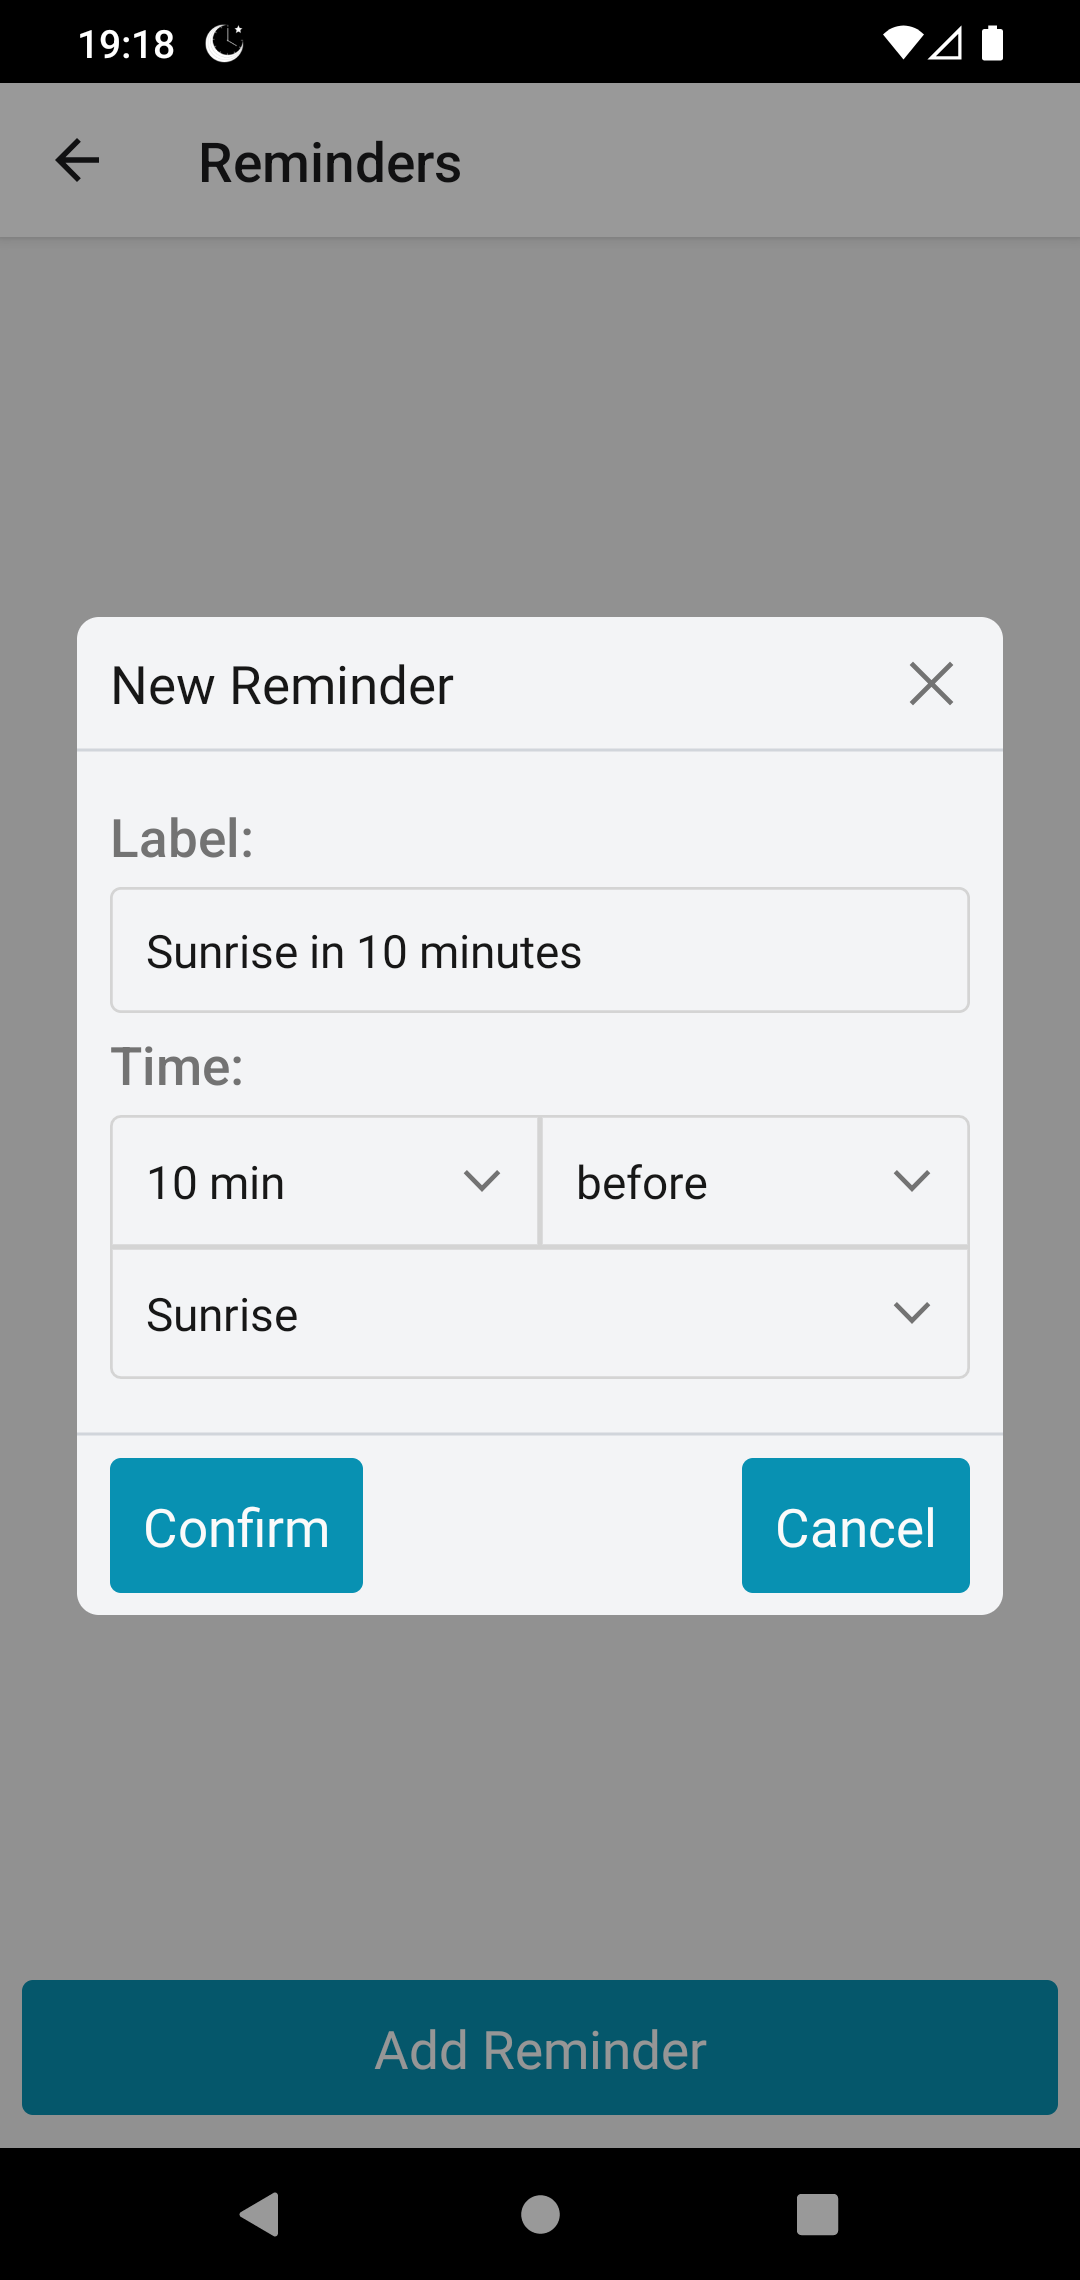 19:18
Reminders
New Reminder
Label:
Sunrise in 10 minutes
Time:
10 min
before
Sunrise
Confirm
Cancel
Add Reminder